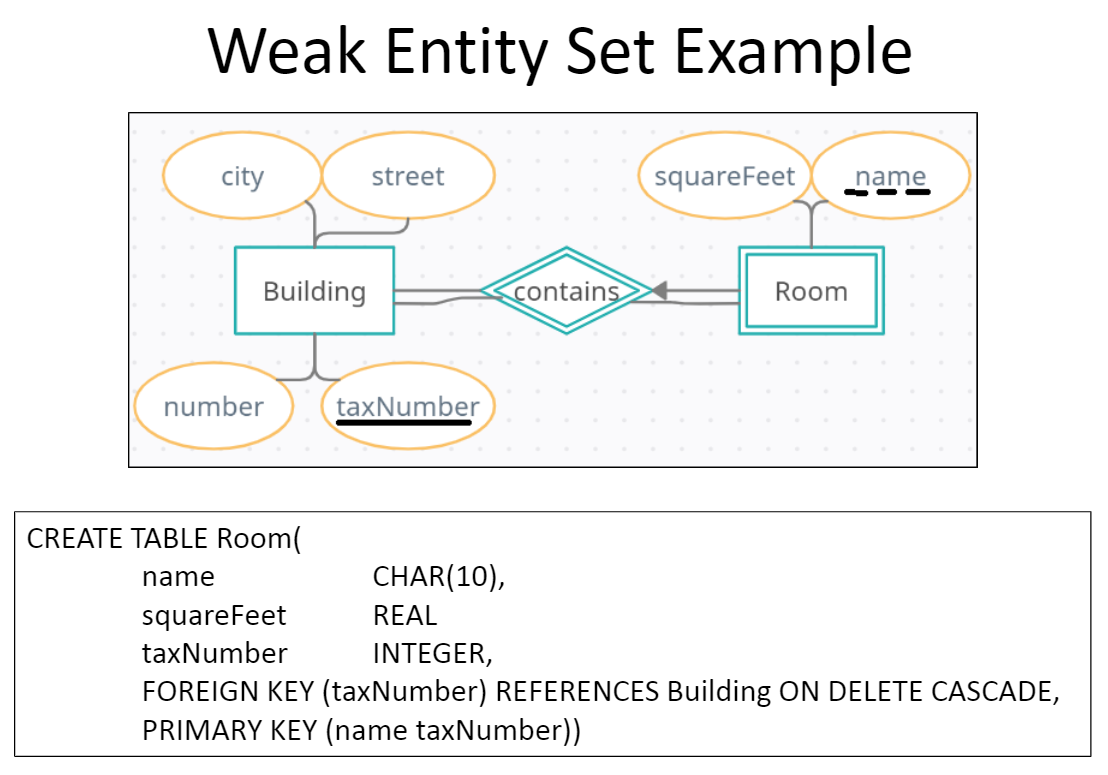 Weak Entity Set Example
city
street
squareFeet
name
Building
contains
Room
number
taxNumber
CREATE TABLE Room(
name CHAR(10),
squareFeet REAL
taxNumber INTEGER,
FOREIGN KEY (taxNumber) REFERENCES Building ON DELETE CASCADE,
PRIMARY KEY (name taxNumber))